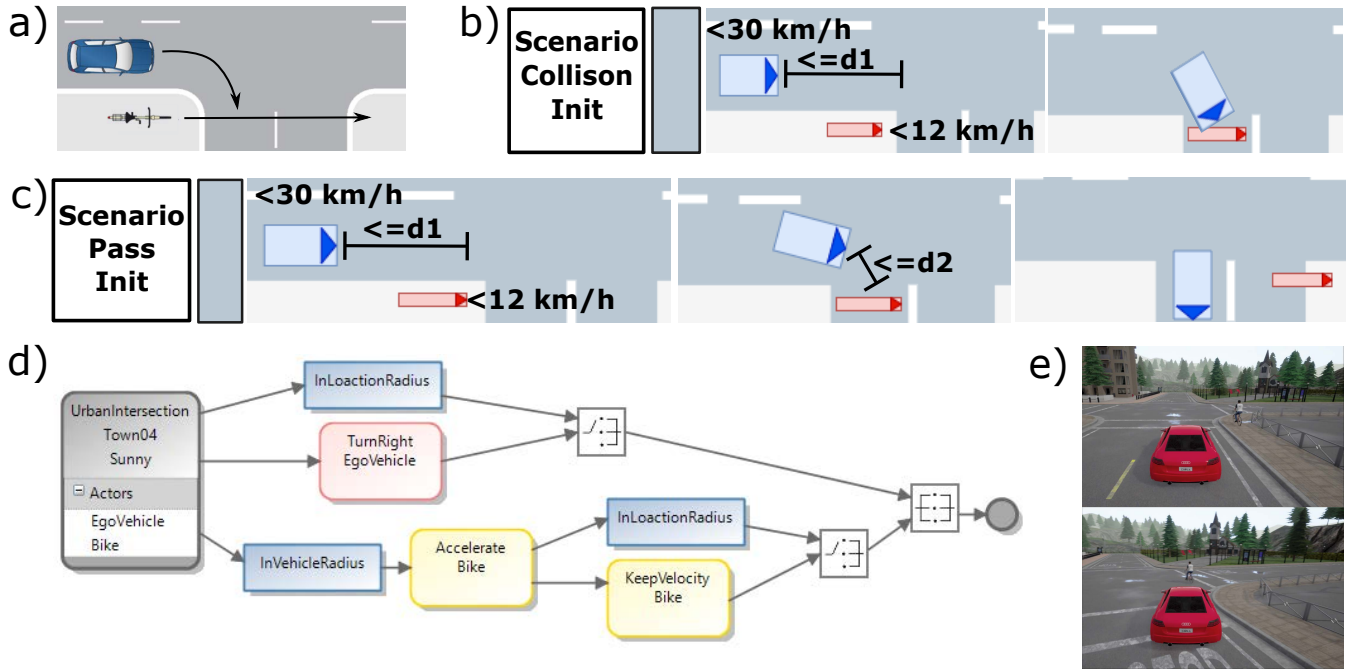 a)
b)
Scenario
Collison
Init
<30 km/h
<=d1
<12 km/h
c)
Scenario
Pass
Init
<30 km/h
<=d1
<12 km/h
<=d2
d)
UrbanIntersection
Town04
Sunny
Actors
EgoVehicle
Bike
InLoactionRadius
TurnRight
EgoVehicle
InVehicleRadius
Accelerate
Bike
InLoactionRadius
KeepVelocity
Bike
e)